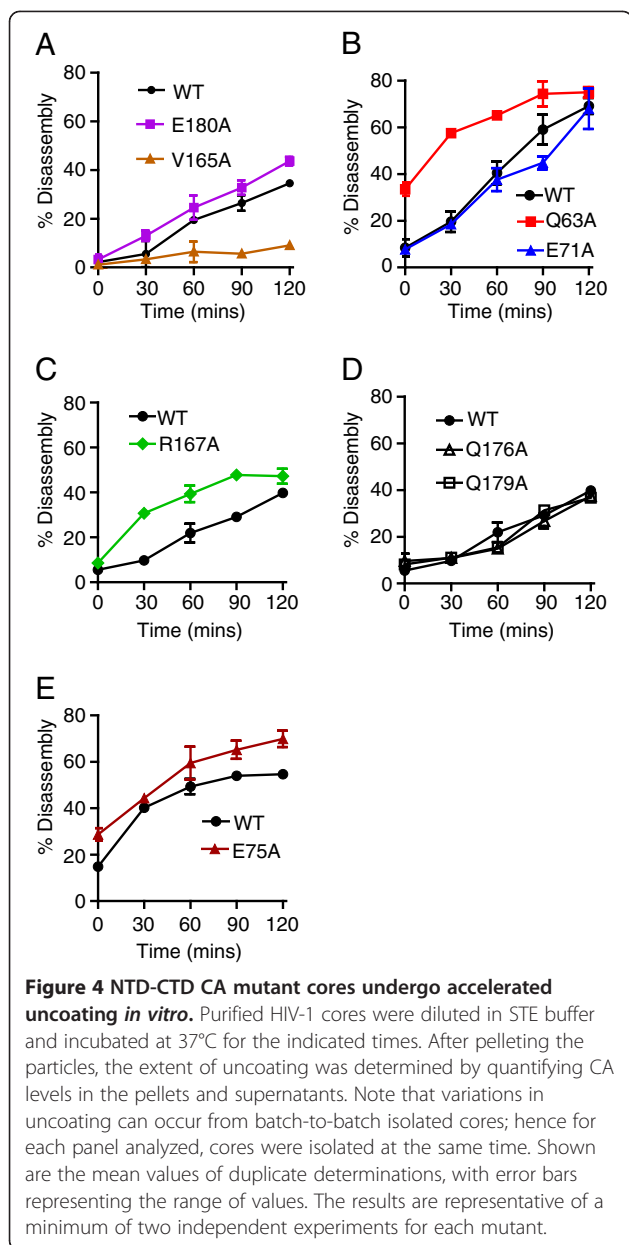 A
80
60
40
20
0
% Disassembly
WT
E180A
V165A
0 30 60 90 120
Time (mins)
B
80
60
40
20
0
% Disassembly
WT
Q63A
E71A
0 30 60 90 120
Time (mins)
C
80
60
40
20
0
% Disassembly
WT
R167A
0 30 60 90 120
Time (mins)
D
80
60
40
20
0
% Disassembly
WT
Q176A
Q179A
0 30 60 90 120
Time (mins)
E
80
60
40
20
0
% Disassembly
WT
E75A
0 30 60 90 120
Time (mins)
Figure 4 NTD-CTD CA mutant cores undergo accelerated
uncoating in vitro. Purified HIV-1 cores were diluted in STE buffer
and incubated at 37°C for the indicated times. After pelleting the
particles, the extent of uncoating was determined by quantifying CA
levels in the pellets and supernatants. Note that variations in
uncoating can occur from batch-to-batch isolated cores; hence for
each panel analyzed, cores were isolated at the same time. Shown
are the mean values of duplicate determinations, with error bars
representing the range of values. The results are representative of a
minimum of two independent experiments for each mutant.